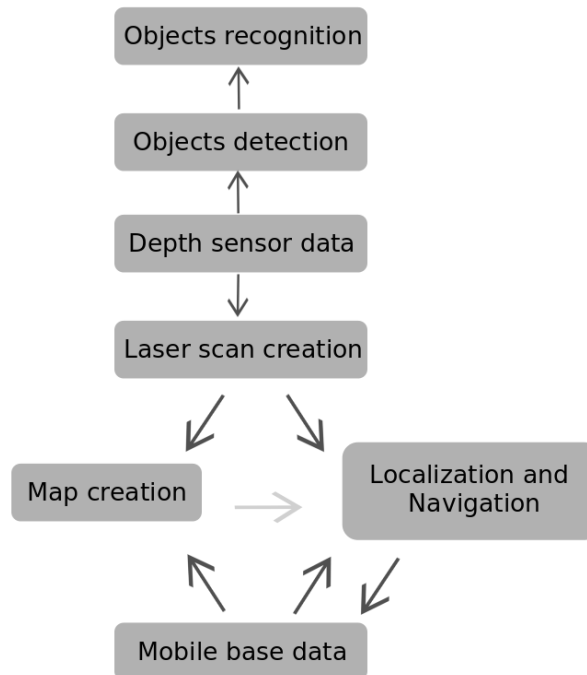 Objects recognition
Objects detection
Depth sensor data
Laser scan creation
Map creation
Localization and
Navigation
Mobile base data